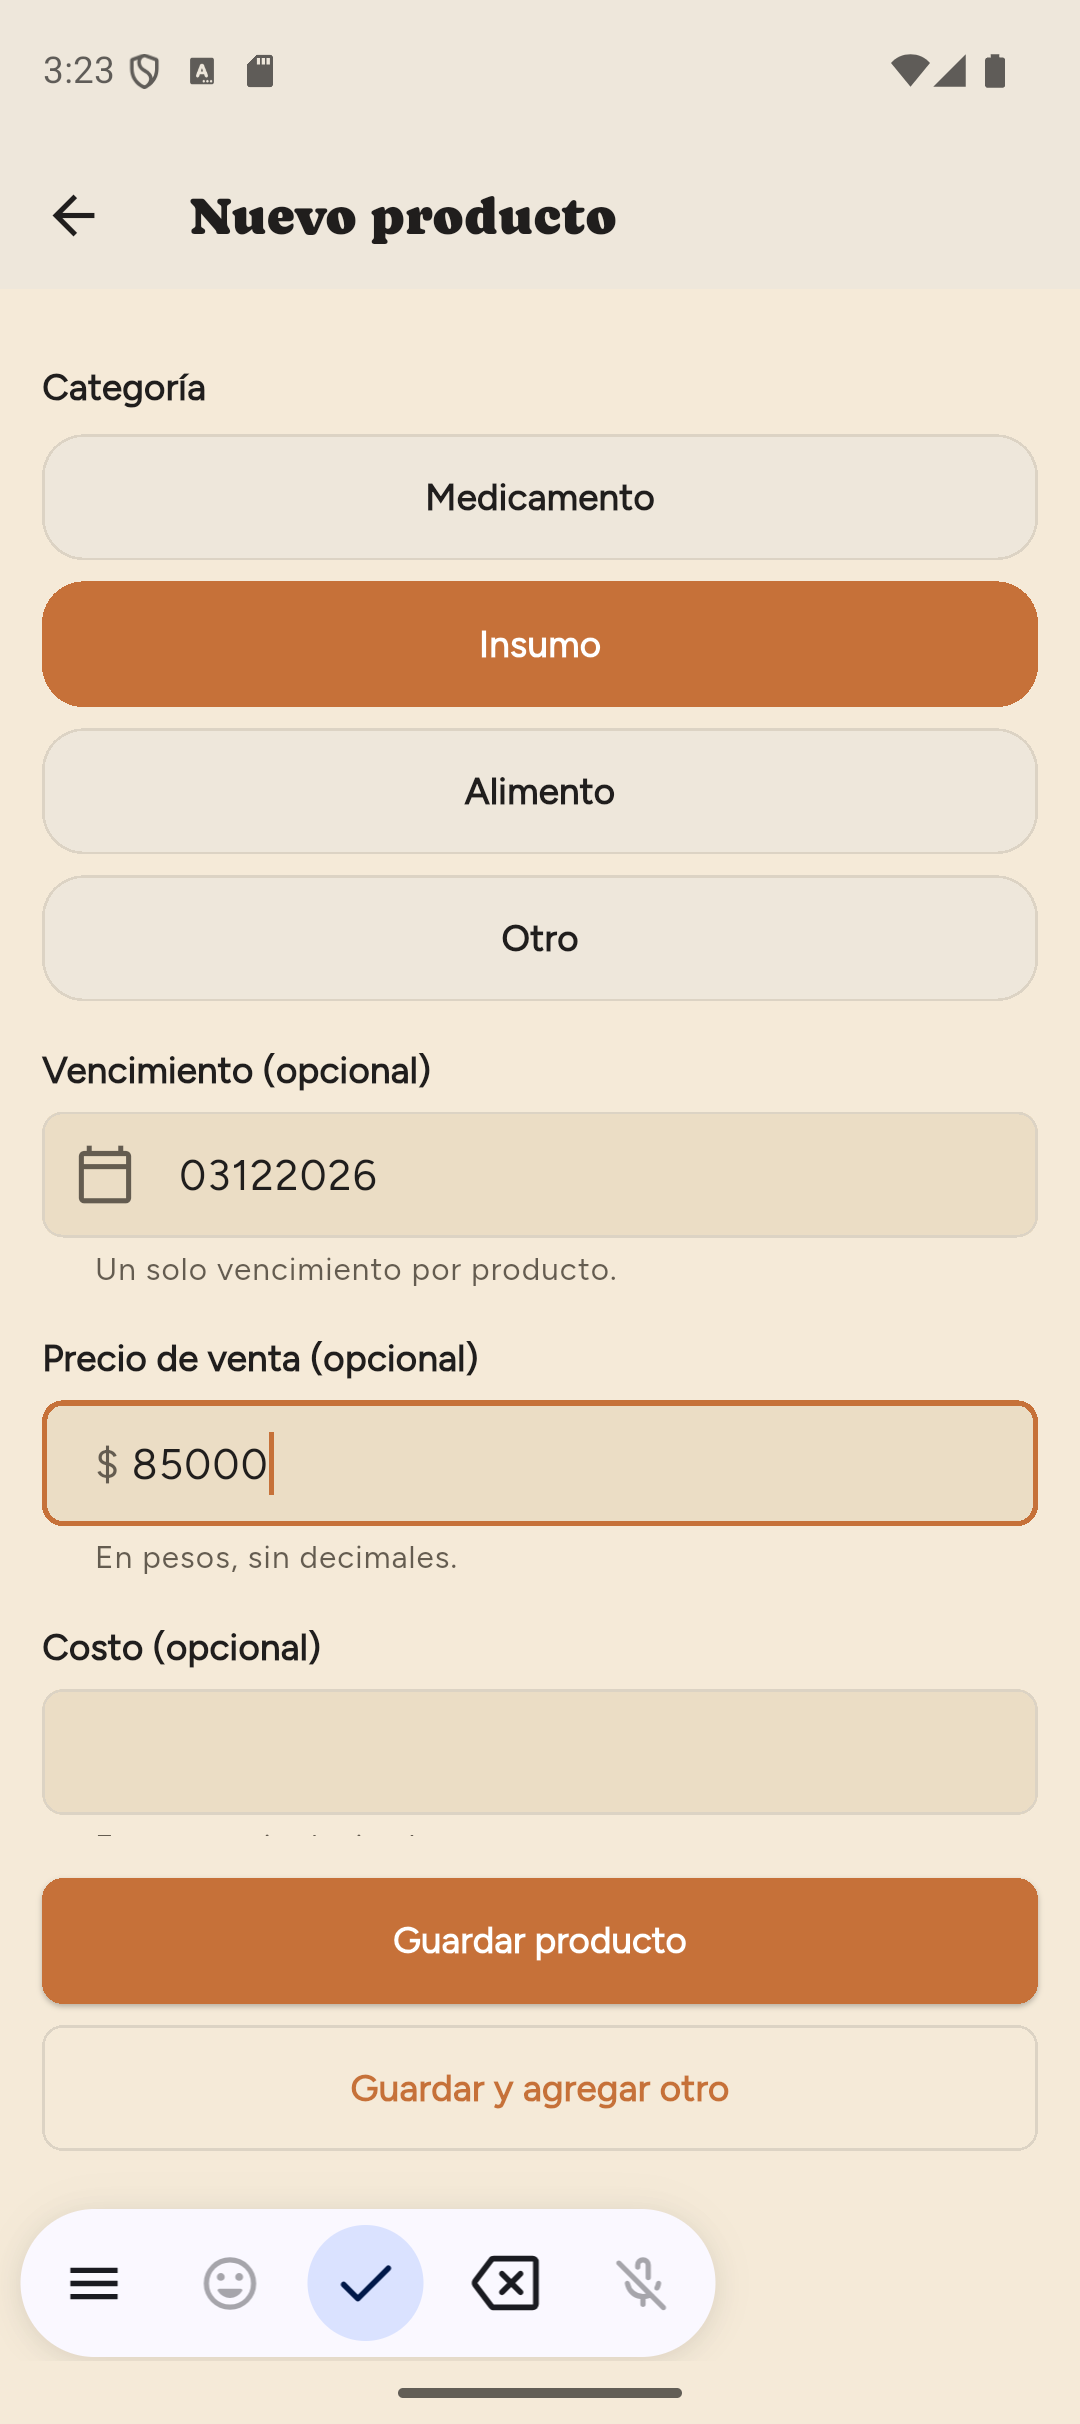 3:23
Nuevo producto
Categoría
Medicamento
Insumo
Alimento
Otro
Vencimiento (opcional)
03122026
Un solo vencimiento por producto.
Precio de venta (opcional)
$ 85000
En pesos, sin decimales.
Costo (opcional)
Guardar producto
Guardar y agregar otro